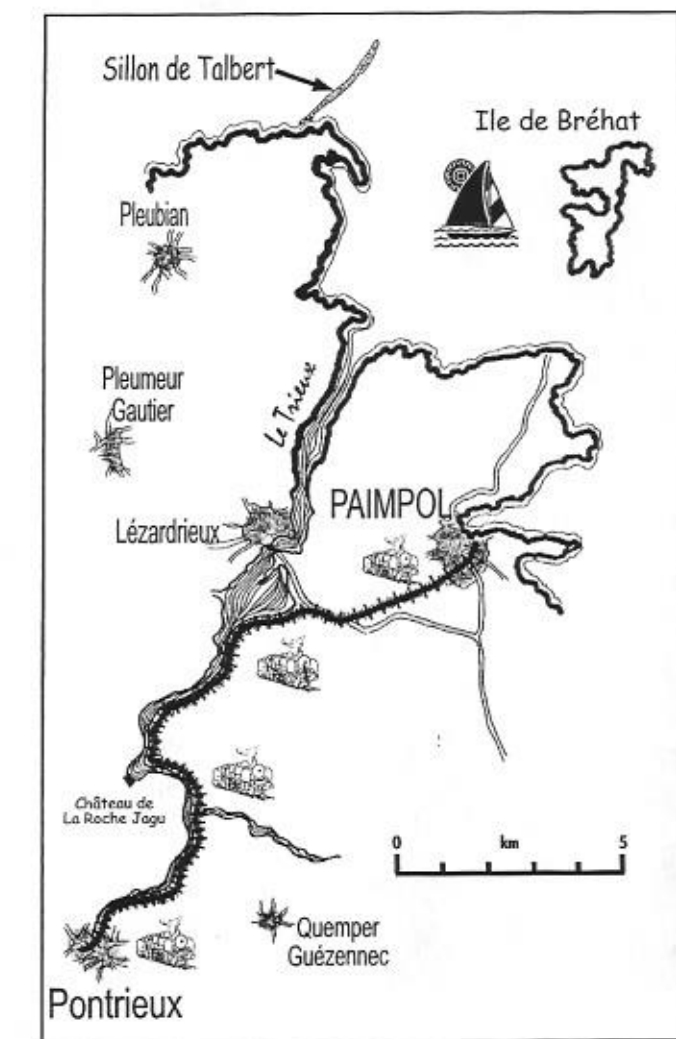 Sillon de Talbert
Ile de Bréhat
Pleubian
Pleumeur
Gautier
Le Trieux
PAIMPOL
Lézardrieux
Château de
La Roche Jagu
0 km 5
Quemper
Guézennec
Pontrieux